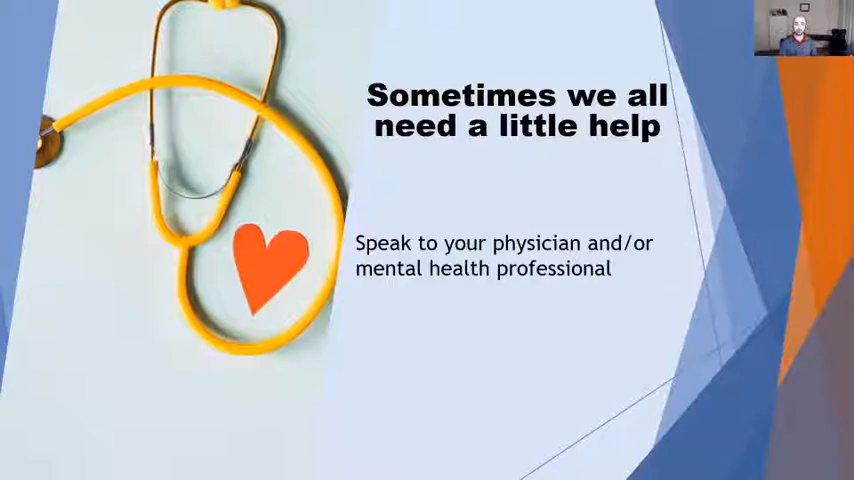 Sometimes we all
need a little help
Speak to your physician and/or
mental health professional